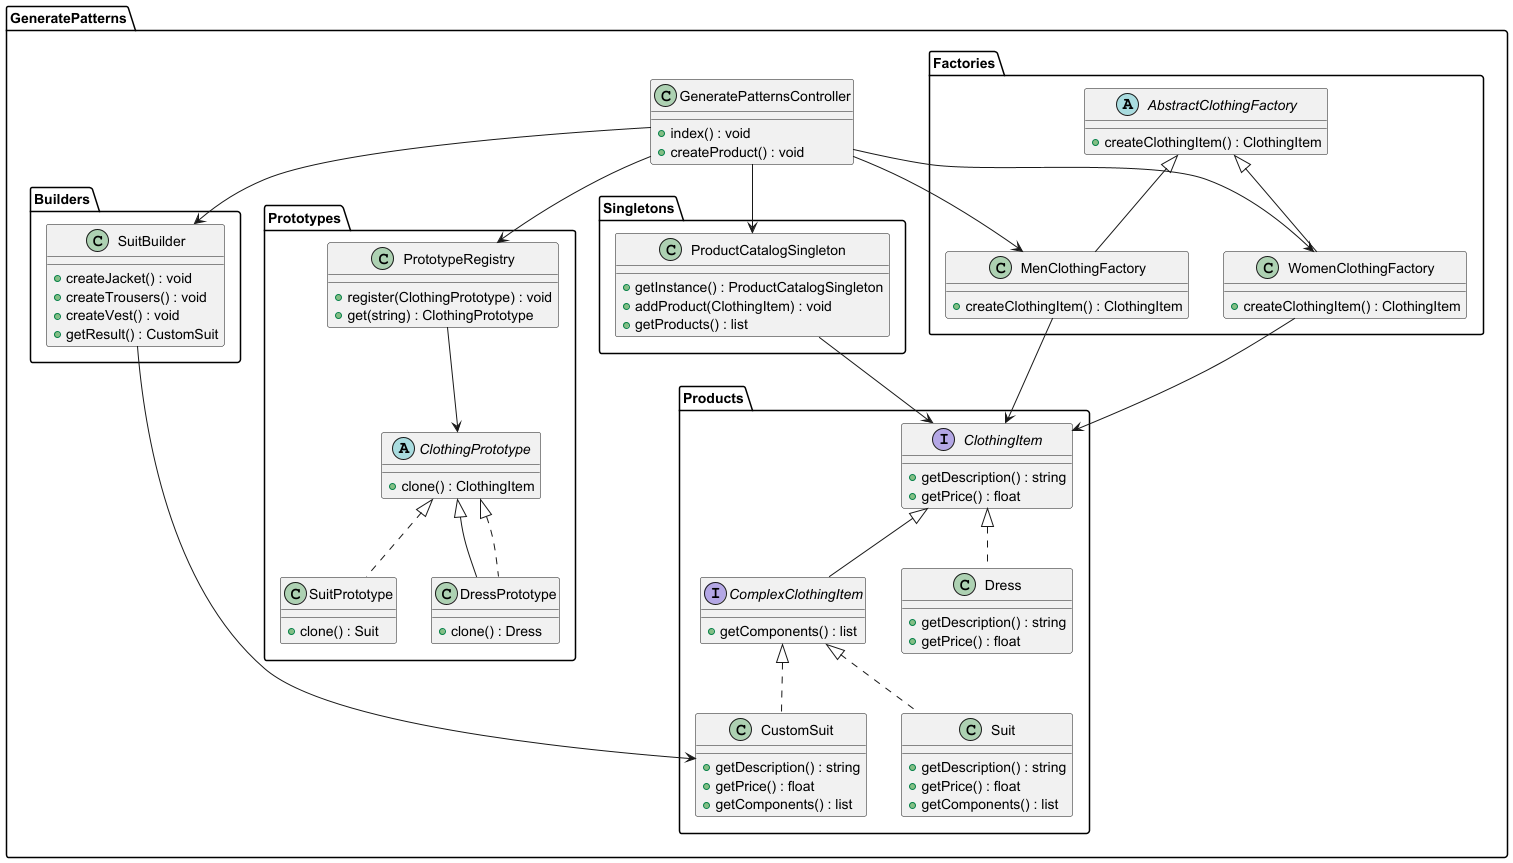 GeneratePatterns
Factories
C GeneratePatternsController
index() : void
createProduct() : void
A AbstractClothingFactory
createClothingItem() : ClothingItem
Builders
C SuitBuilder
createJacket() : void
createTrousers() : void
createVest() : void
getResult() : CustomSuit
Prototypes
C PrototypeRegistry
register(ClothingPrototype) : void
get(string) : ClothingPrototype
Singletons
C ProductCatalogSingleton
getInstance() : ProductCatalogSingleton
addProduct(ClothingItem) : void
getProducts() : list
C MenClothingFactory
createClothingItem() : ClothingItem
C WomenClothingFactory
createClothingItem() : ClothingItem
Products
A ClothingPrototype
clone() : ClothingItem
I ClothingItem
getDescription() : string
getPrice() : float
C SuitPrototype
clone() : Suit
C DressPrototype
clone() : Dress
I ComplexClothingItem
getComponents() : list
C Dress
getDescription() : string
getPrice() : float
C CustomSuit
getDescription() : string
getPrice() : float
getComponents() : list
C Suit
getDescription() : string
getPrice() : float
getComponents() : list